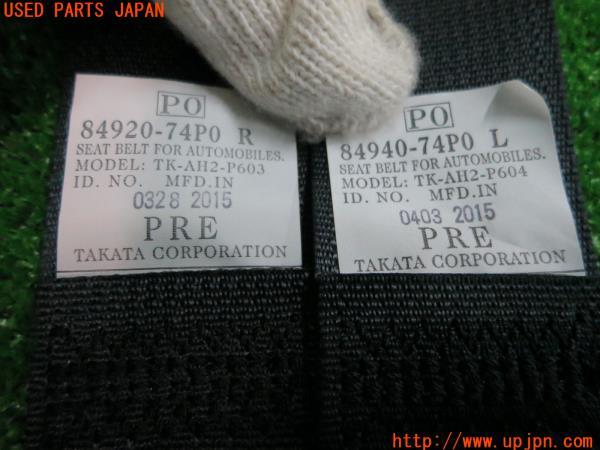 USED PARTS JAPAN
PO
84920-74P0 R
SEAT BELT FOR AUTOMOBILES.
MODEL: TK-AH2-P603
ID. NO. MFD.IN
0328 2015
PRE
TAKATA CORPORATION
PO
84940-74P0 L
SEAT BELT FOR AUTOMOBILES.
MODEL: TK-AH2-P604
ID. NO. MFD.IN
0403 2015
PRE
TAKATA CORPORATION
http://www.upjpn.com/